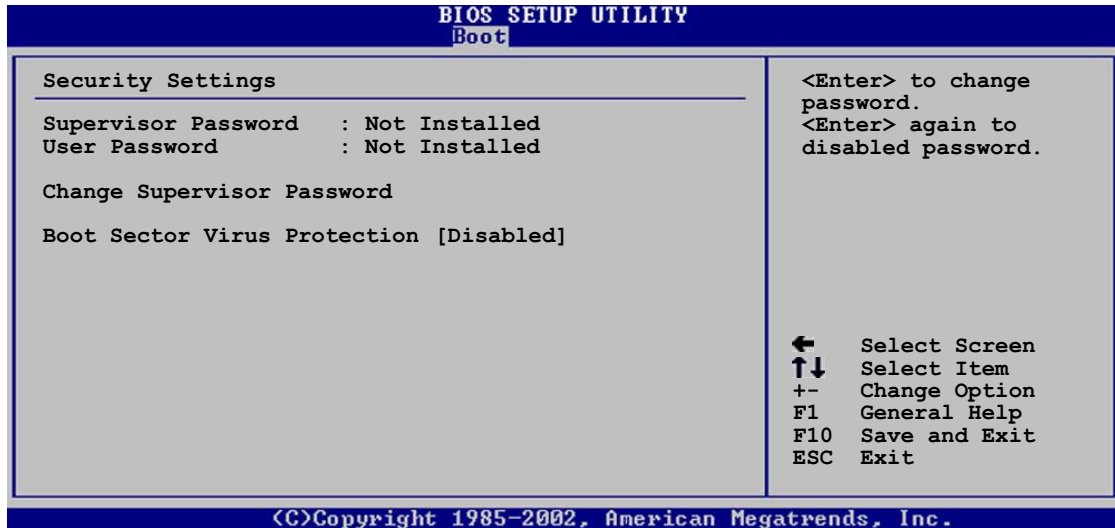 BIOS SETUP UTILITY
Boot
Security Settings
Supervisor Password : Not Installed
User Password : Not Installed
Change Supervisor Password
Boot Sector Virus Protection [Disabled]
<Enter> to change
password.
<Enter> again to
disabled password.
← Select Screen
↑↓ Select Item
+- Change Option
F1 General Help
F10 Save and Exit
ESC Exit
(C)Copyright 1985-2002, American Megatrends, Inc.